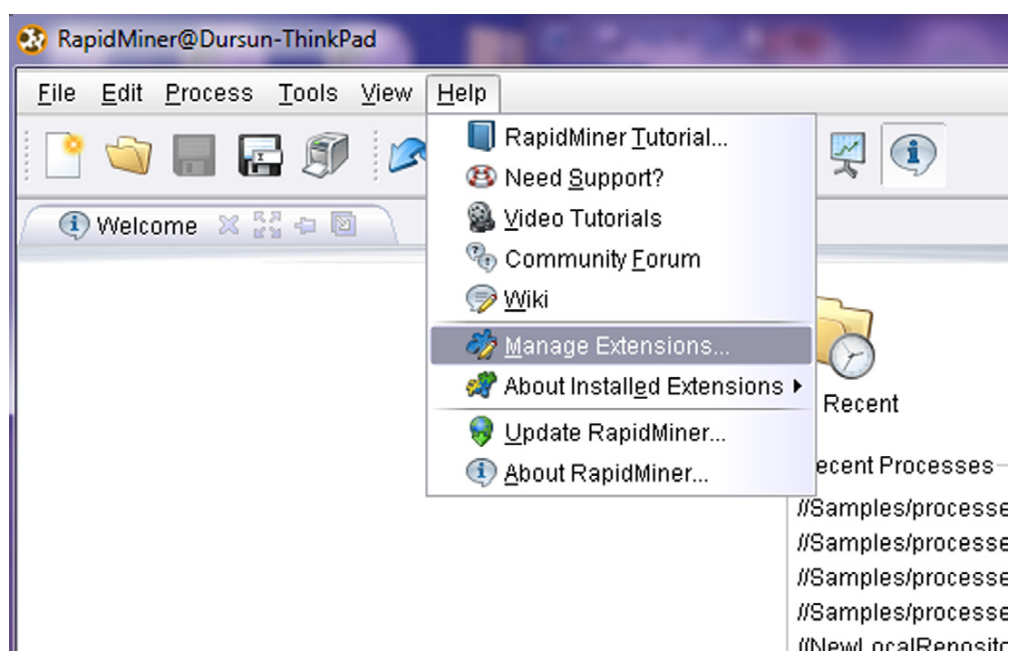 RapidMiner@Dursun-ThinkPad
File Edit Process Tools View Help
RapidMiner Tutorial...
Need Support?
Welcome
Video Tutorials
Community Forum
Wiki
Manage Extensions...
About Installed Extensions
Recent
Update RapidMiner...
ecent Processes
About RapidMiner...
//Samples/processe
//Samples/processe
//Samples/processe
//Samples/processe
//NewLocalReposito